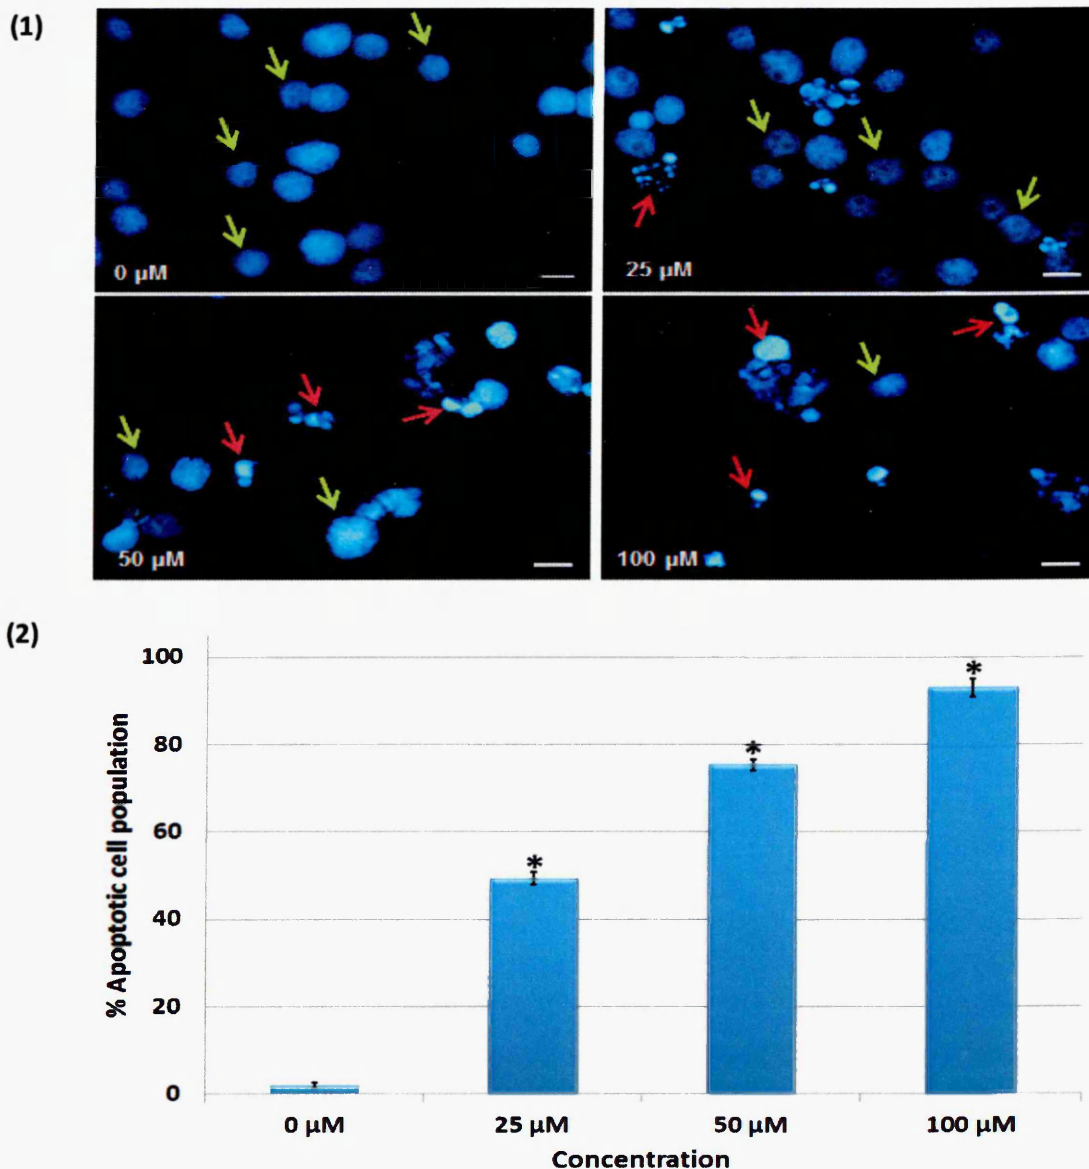 (1)
0 µM
25 µM
50 µM
100 µM
(2)
% Apoptotic cell population
100
80
60
40
20
0
*
*
*
0 µM
25 µM
50 µM
100 µM
Concentration